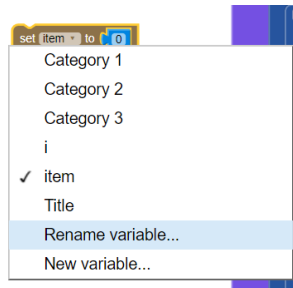 set item to 0
Category 1
Category 2
Category 3
i
item
Title
Rename variable...
New variable...